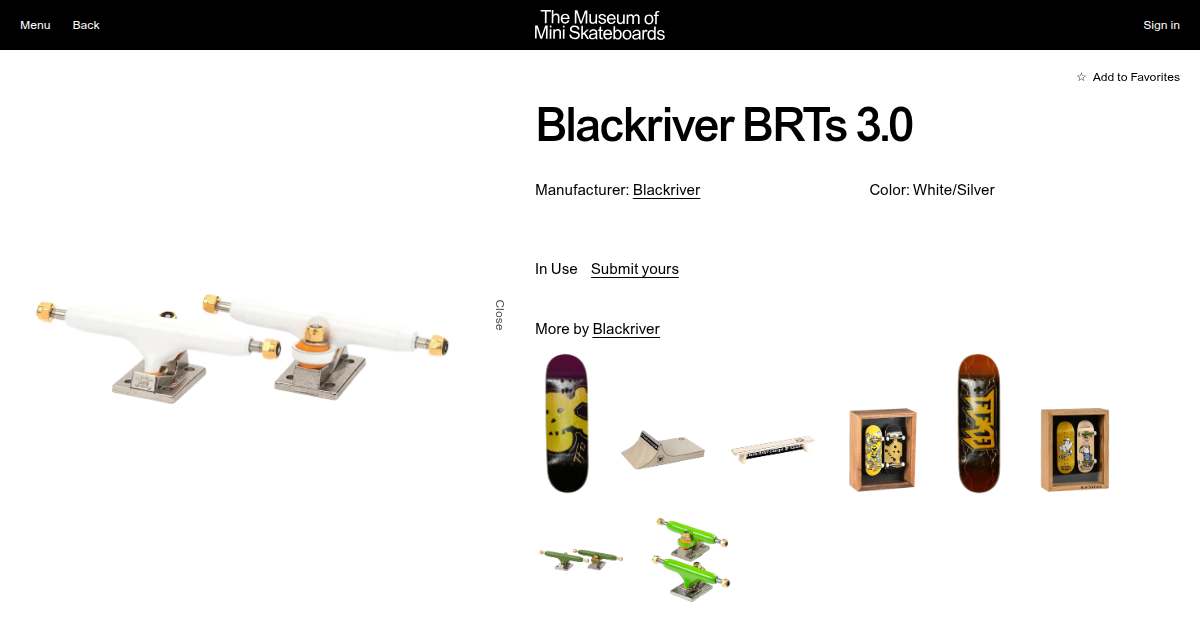 Menu
Back
The Museum of
Mini Skateboards
Sign in
☆ Add to Favorites
Blackriver BRTs 3.0
Manufacturer: Blackriver
Color: White/Silver
In Use Submit yours
Close
More by Blackriver